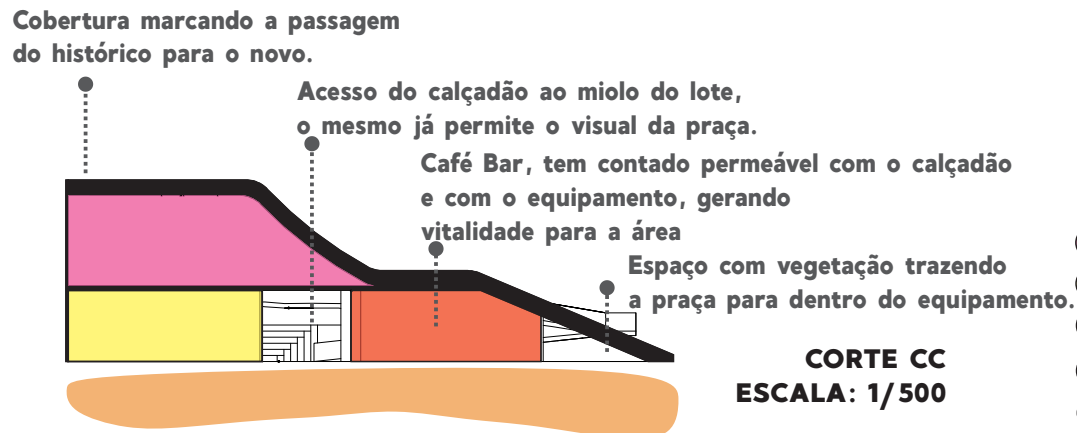 Cobertura marcando a passagem
do histórico para o novo.
Acesso do calçadão ao miolo do lote,
o mesmo já permite o visual da praça.
Café Bar, tem contado permeável com o calçadão
e com o equipamento, gerando
vitalidade para a área
Espaço com vegetação trazendo
a praça para dentro do equipamento.
CORTE CC
ESCALA: 1/500